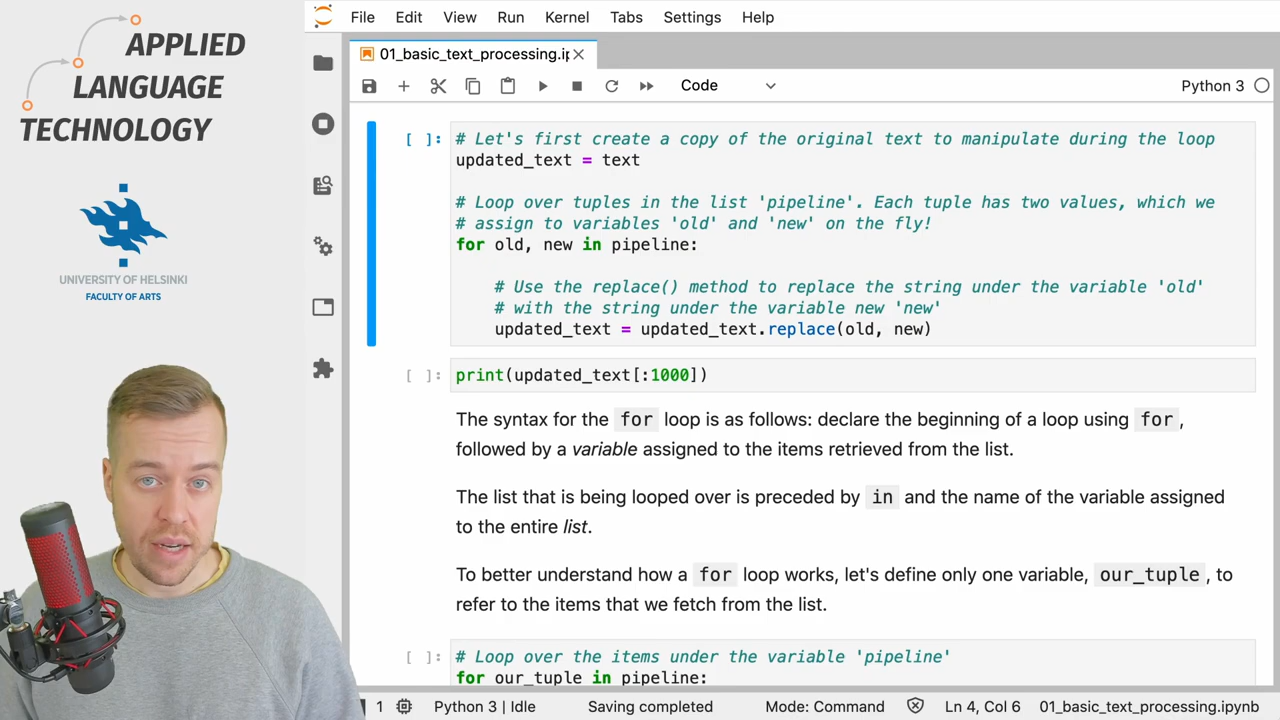 APPLIED
LANGUAGE
TECHNOLOGY
UNIVERSITY OF HELSINKI
FACULTY OF ARTS
File Edit View Run Kernel Tabs Settings Help
01_basic_text_processing.ip
Code
Python 3
[ ]:
# Let's first create a copy of the original text to manipulate during the loop
updated_text = text
# Loop over tuples in the list 'pipeline'. Each tuple has two values, which we
# assign to variables 'old' and 'new' on the fly!
for old, new in pipeline:
# Use the replace() method to replace the string under the variable 'old'
# with the string under the variable new 'new'
updated_text = updated_text.replace(old, new)
[ ]:
print(updated_text[:1000])
The syntax for the for loop is as follows: declare the beginning of a loop using for,
followed by a variable assigned to the items retrieved from the list.
The list that is being looped over is preceded by in and the name of the variable assigned
to the entire list.
To better understand how a for loop works, let's define only one variable, our_tuple, to
refer to the items that we fetch from the list.
[ ]:
# Loop over the items under the variable 'pipeline'
for our_tuple in pipeline:
1 Python 3 | Idle Saving completed Mode: Command Ln 4, Col 6 01_basic_text_processing.ipynb